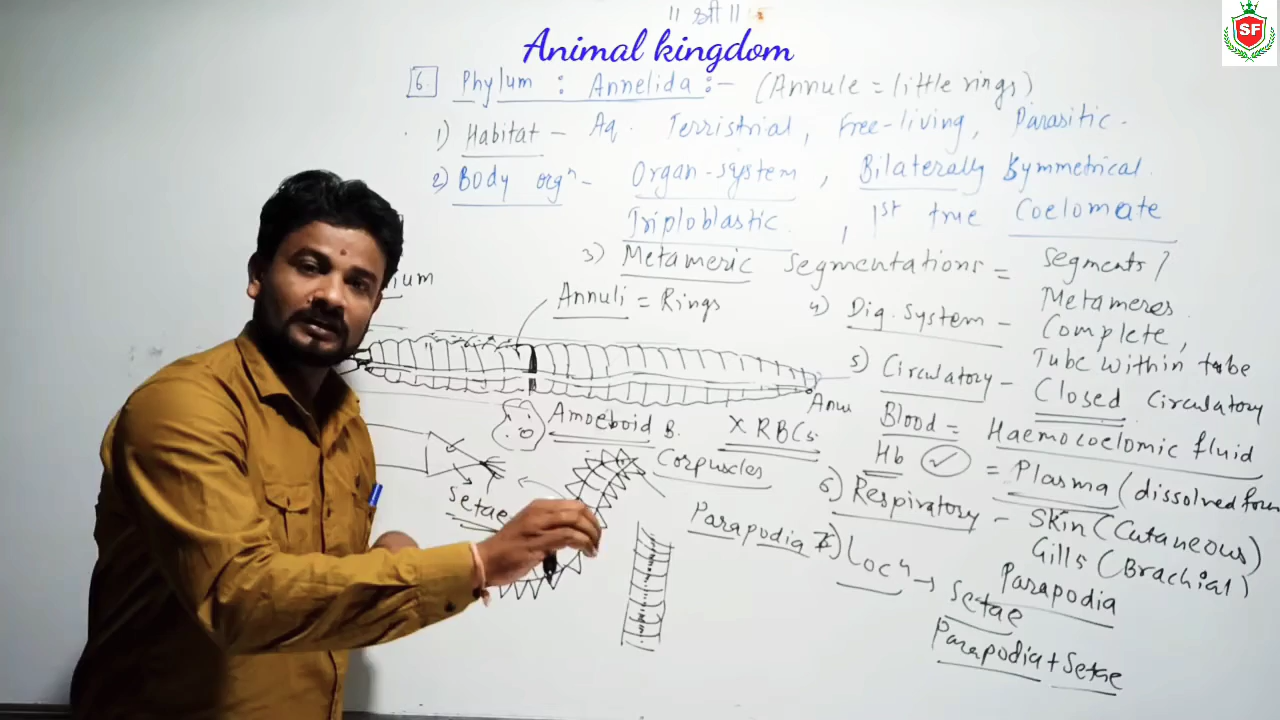 || श्री ||
SF
Animal kingdom
6. Phylum : Annelida :- (Annule = little rings)
1) Habitat - Aq. Terristrial, Free-living, Parasitic.
2) Body orgⁿ - Organ-system, Bilaterally Symmetrical.
Triploblastic, 1st true Coelomate
3) Metameric Segmentations = Segments/
Metameres
ium
Annuli = Rings
4) Dig. System - Complete,
Tube within tube
5) Circulatory - Closed Circulatory
Anus
Blood = Haemocoelomic fluid
Hb ✓ = Plasma (dissolved form
Amoeboid B.
Corpuscles
X RBCs.
6) Respiratory - Skin (Cutaneous)
Gills (Brachial)
Parapodia
Setae
Parapodia
7) Locⁿ → Setae
Parapodia + Setae